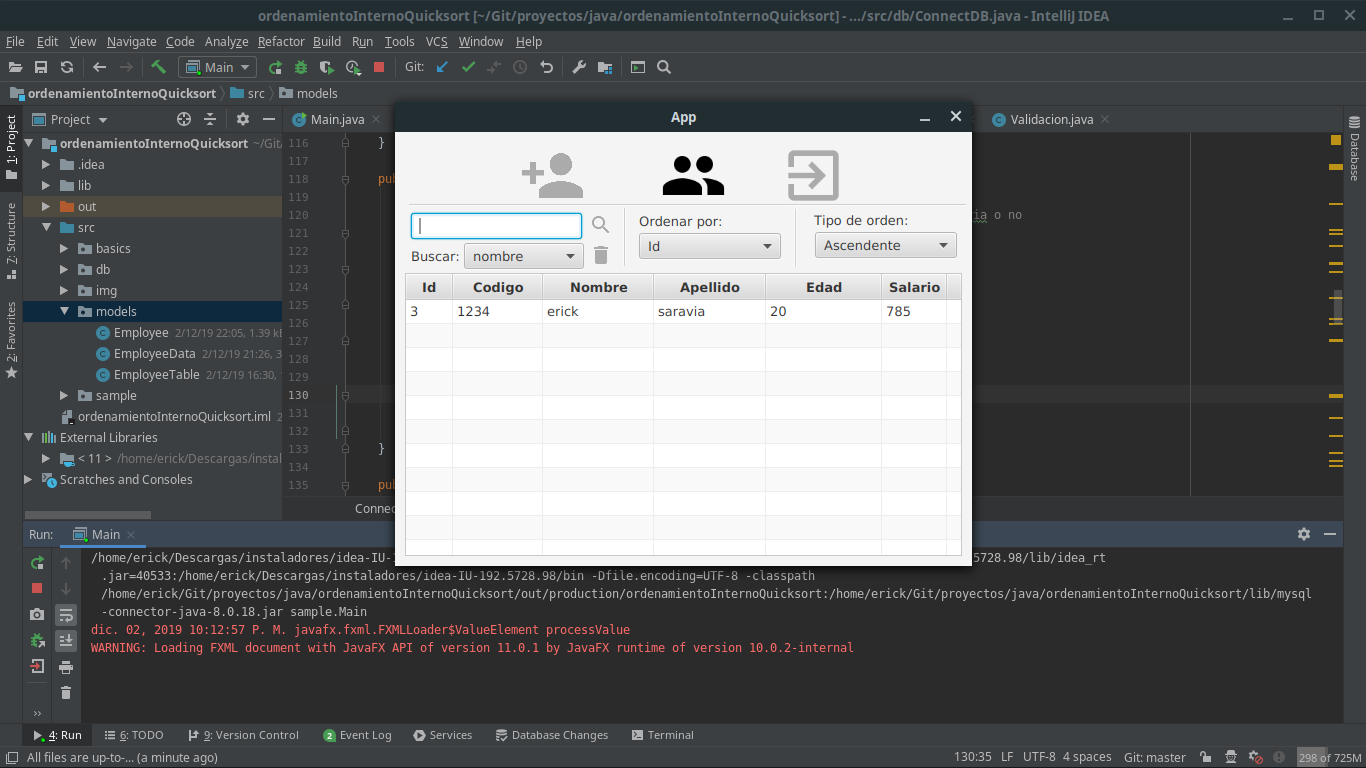 ordenamientoInternoQuicksort [~/Git/proyectos/java/ordenamientoInternoQuicksort] - .../src/db/ConnectDB.java - IntelliJ IDEA
File Edit View Navigate Code Analyze Refactor Build Run Tools VCS Window Help
Main Git:
ordenamientoInternoQuicksort src models
1: Project
Z: Structure
2: Favorites
Database
Project
ordenamientoInternoQuicksort ~/Git/
.idea
lib
out
src
basics
db
img
models
Employee 2/12/19 22:05, 1.39 k
EmployeeData 2/12/19 21:26, 3
EmployeeTable 2/12/19 16:30,
sample
ordenamientoInternoQuicksort.iml 2
External Libraries
< 11 > /home/erick/Descargas/instal
Scratches and Consoles
Main.java
Validacion.java
116 }
117
118 pu
119
120 ia o no
121
122
123
124
125
126
127
128
129
130
131
132
133 }
134
135 pu
Connec
App
Buscar: nombre
Ordenar por:
Id
Tipo de orden:
Ascendente
Id Codigo Nombre Apellido Edad Salario
3 1234 erick saravia 20 785
Run: Main
/home/erick/Descargas/instaladores/idea-IU-1 .5728.98/lib/idea_rt
.jar=40533:/home/erick/Descargas/instaladores/idea-IU-192.5728.98/bin -Dfile.encoding=UTF-8 -classpath
/home/erick/Git/proyectos/java/ordenamientoInternoQuicksort/out/production/ordenamientoInternoQuicksort:/home/erick/Git/proyectos/java/ordenamientoInternoQuicksort/lib/mysql
-connector-java-8.0.18.jar sample.Main
dic. 02, 2019 10:12:57 P. M. javafx.fxml.FXMLLoader$ValueElement processValue
WARNING: Loading FXML document with JavaFX API of version 11.0.1 by JavaFX runtime of version 10.0.2-internal
4: Run 6: TODO 9: Version Control 2 Event Log Services Database Changes Terminal
All files are up-to-... (a minute ago) 130:35 LF UTF-8 4 spaces Git: master 298 of 725M